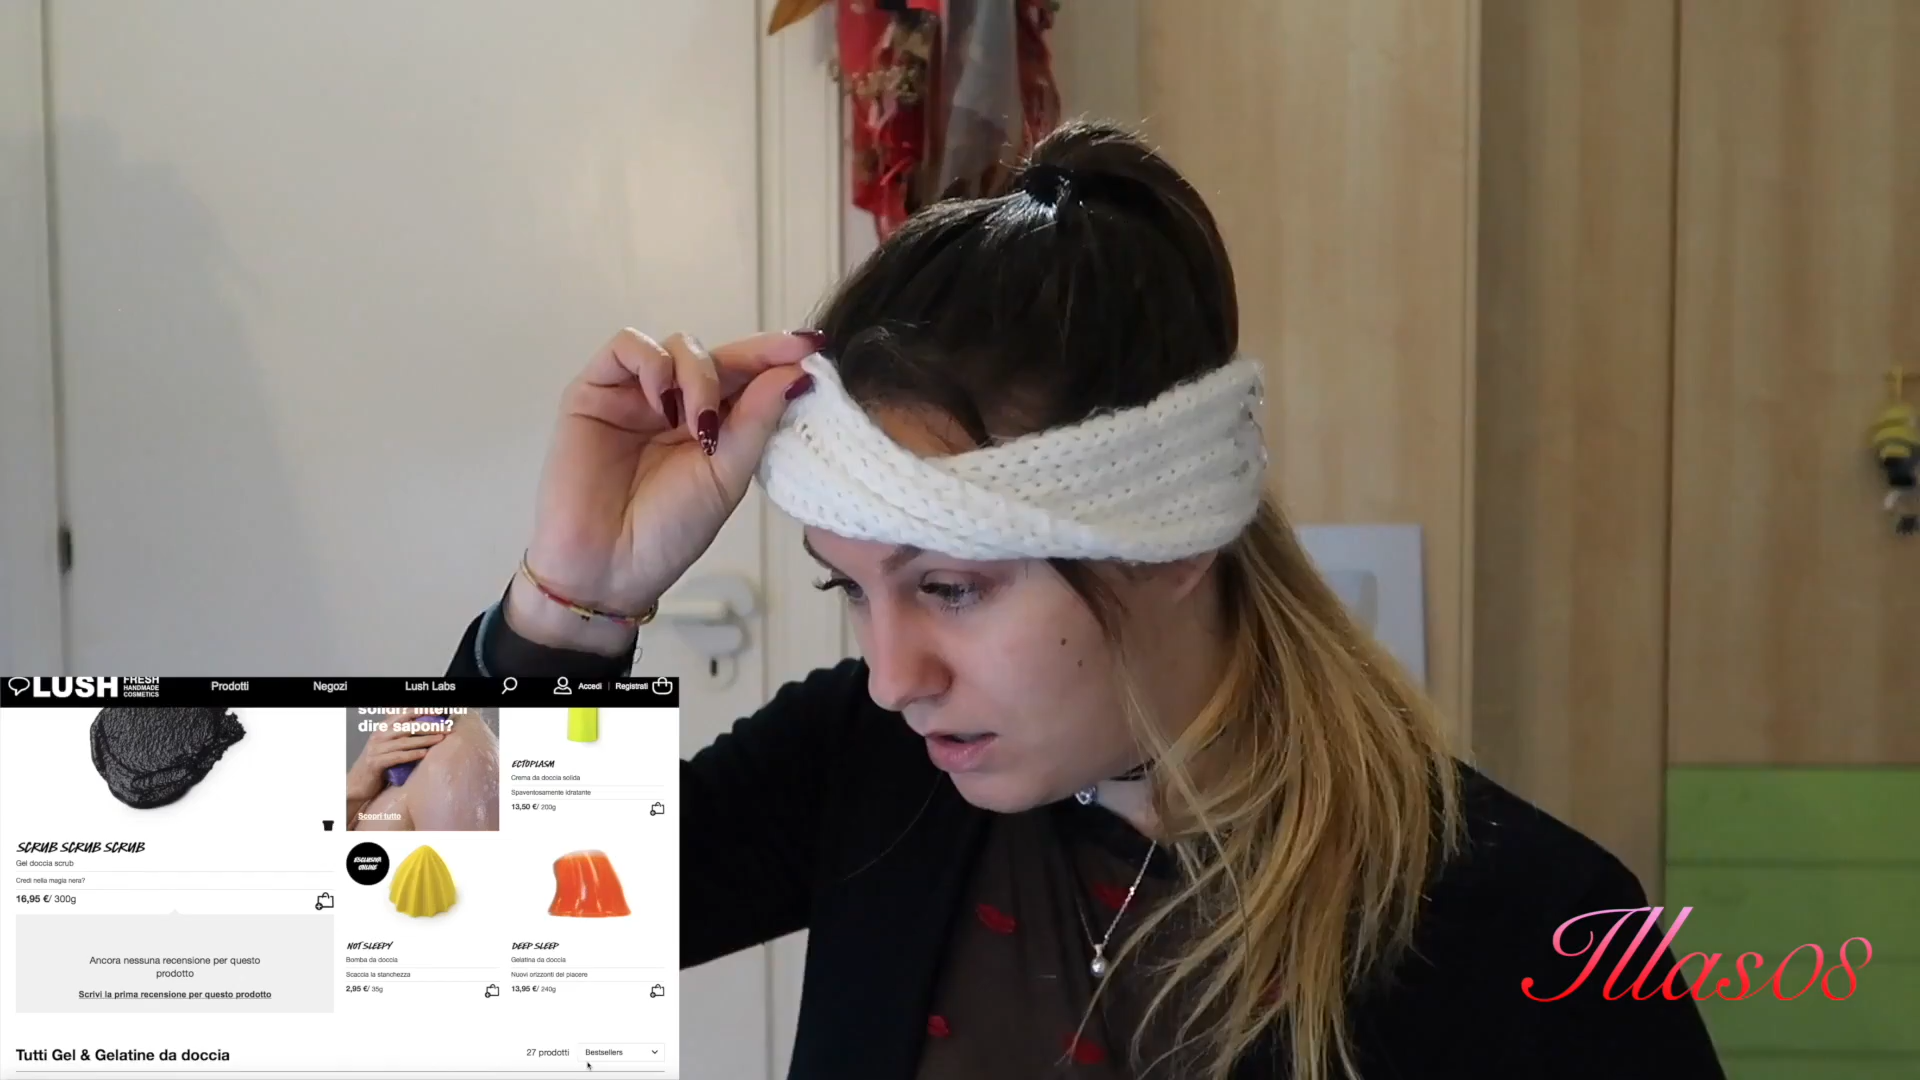 LUSH FRESH HANDMADE COSMETICS
Prodotti Negozi Lush Labs Accedi | Registrati
solidi? Intendi
dire saponi?
Scopri tutto
ECTOPLASM
Crema da doccia solida
Spaventosamente idratante
13,50 €/ 200g
SCRUB SCRUB SCRUB
Gel doccia scrub
Credi nella magia nera?
16,95 €/ 300g
Ancora nessuna recensione per questo
prodotto
Scrivi la prima recensione per questo prodotto
ESCLUSIVA
ONLINE
NOT SLEEPY
Bomba da doccia
Scaccia la stanchezza
2,95 €/ 35g
DEEP SLEEP
Gelatina da doccia
Nuovi orizzonti del piacere
13,95 €/ 240g
Tutti Gel & Gelatine da doccia
27 prodotti
Bestsellers
Illas08